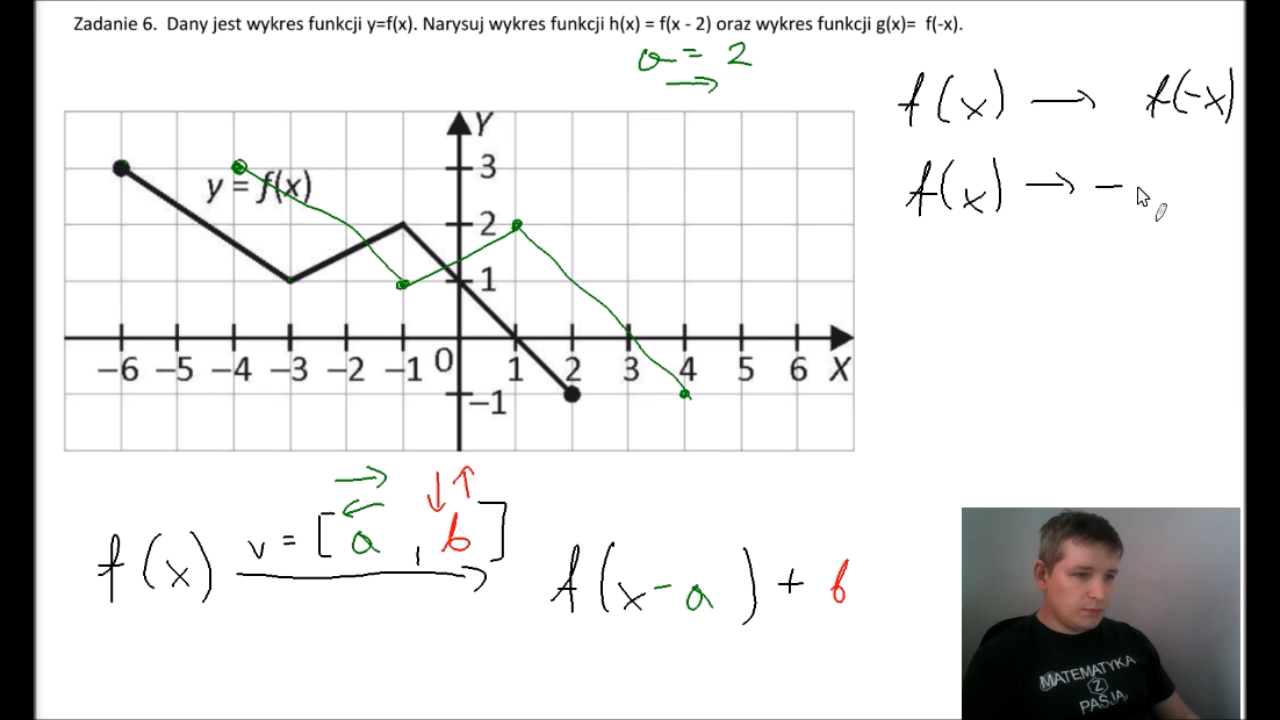 Zadanie 6. Dany jest wykres funkcji y=f(x). Narysuj wykres funkcji h(x) = f(x - 2) oraz wykres funkcji g(x)= f(-x).
a = 2
f(x) → f(-x)
f(x) → -
Y
3
y = f(x)
2
1
-6 -5 -4 -3 -2 -1 0 1 2 3 4 5 6 X
-1
f(x) v = [a, b] → f(x-a) + b
MATEMATYKA
Z
PASJĄ